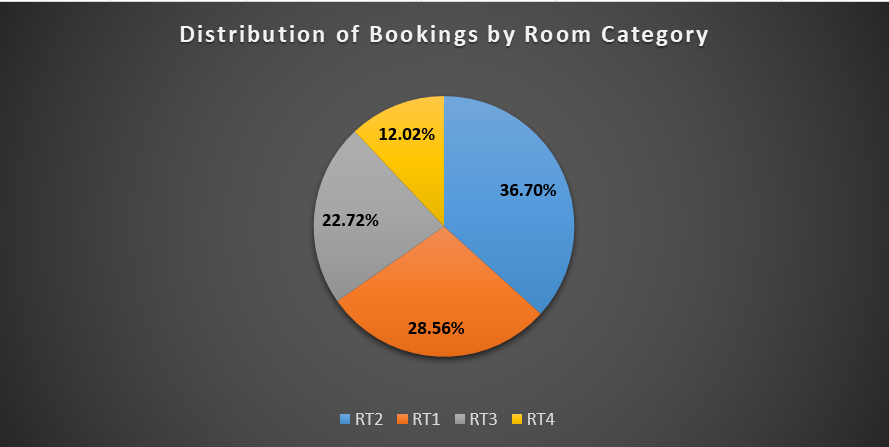 Distribution of Bookings by Room Category
12.02%
36.70%
22.72%
28.56%
RT2 RT1 RT3 RT4